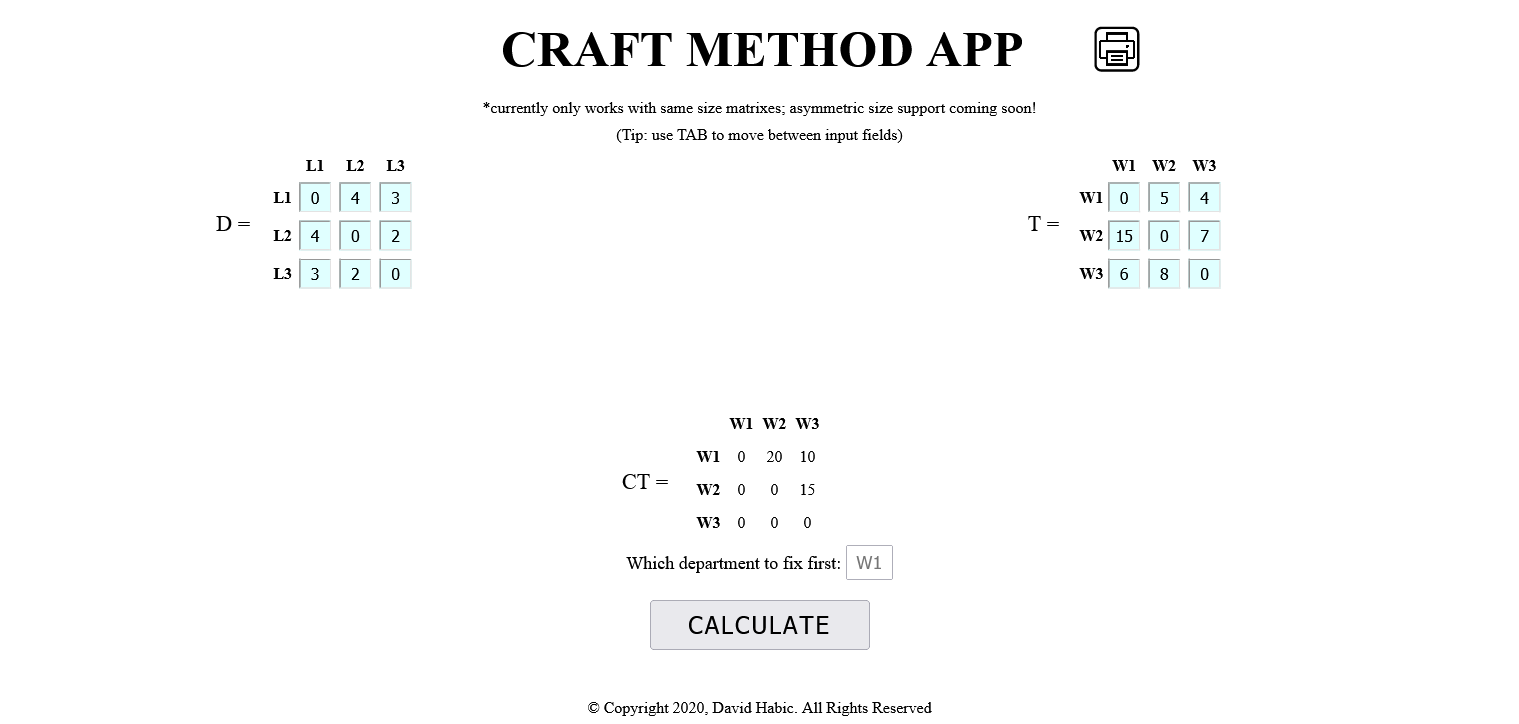 CRAFT METHOD APP
*currently only works with same size matrixes; asymmetric size support coming soon!
(Tip: use TAB to move between input fields)
L1 L2 L3
L1 0 4 3
D =
L2 4 0 2
L3 3 2 0
W1 W2 W3
W1 0 5 4
T =
W2 15 0 7
W3 6 8 0
W1 W2 W3
W1 0 20 10
CT =
W2 0 0 15
W3 0 0 0
Which department to fix first: W1
CALCULATE
© Copyright 2020, David Habic. All Rights Reserved